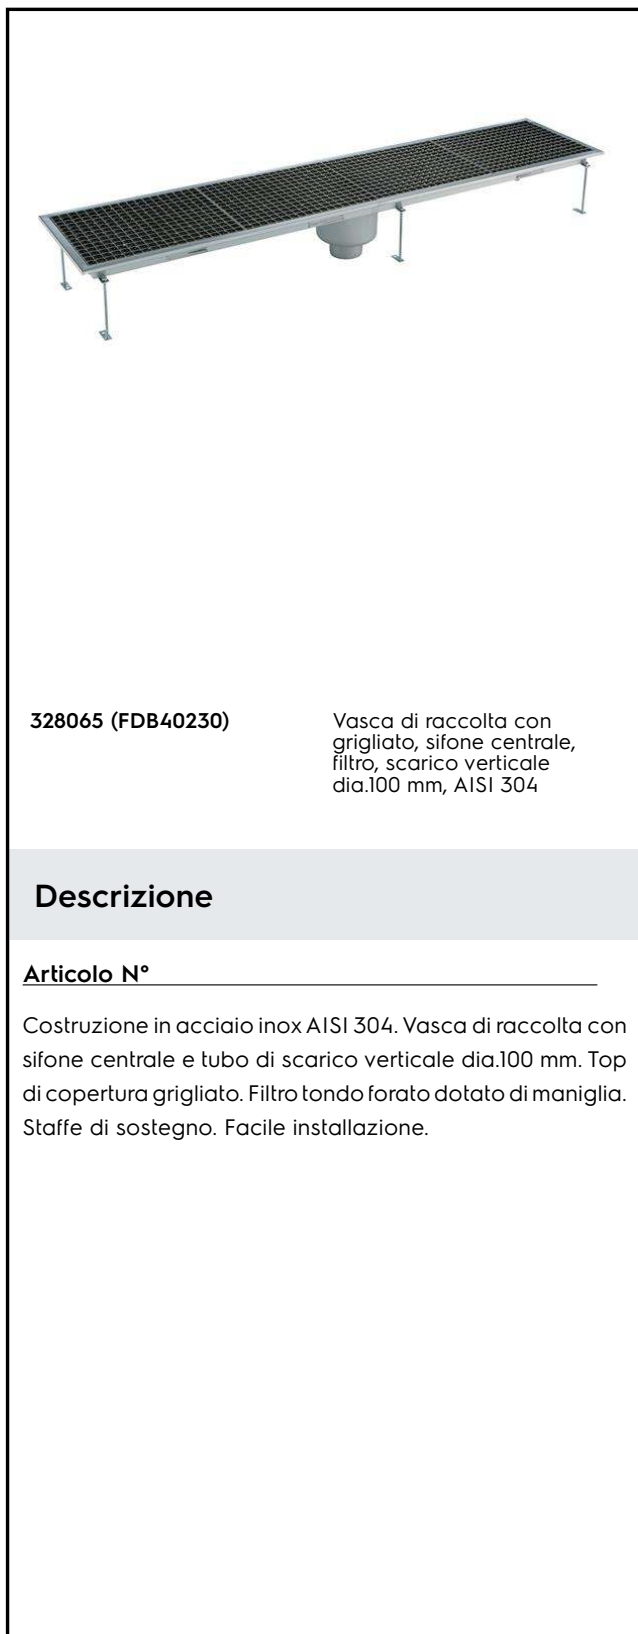 328065 (FDB40230)
Vasca di raccolta con
grigliato, sifone centrale,
filtro, scarico verticale
dia.100 mm, AISI 304
Descrizione
Articolo N°
Costruzione in acciaio inox AISI 304. Vasca di raccolta con
sifone centrale e tubo di scarico verticale dia.100 mm. Top
di copertura grigliato. Filtro tondo forato dotato di maniglia.
Staffe di sostegno. Facile installazione.